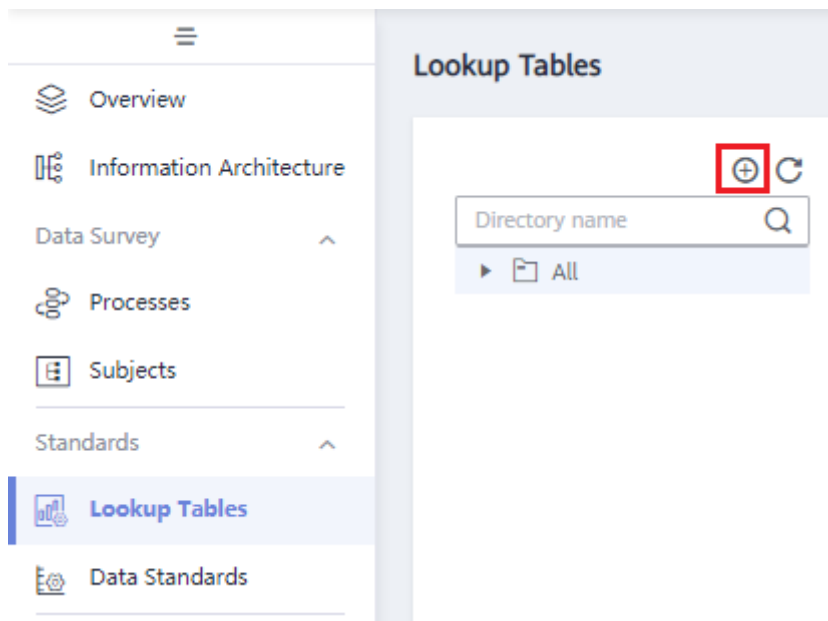 Overview
Information Architecture
Data Survey
Processes
Subjects
Standards
Lookup Tables
Data Standards
Lookup Tables
Directory name
All